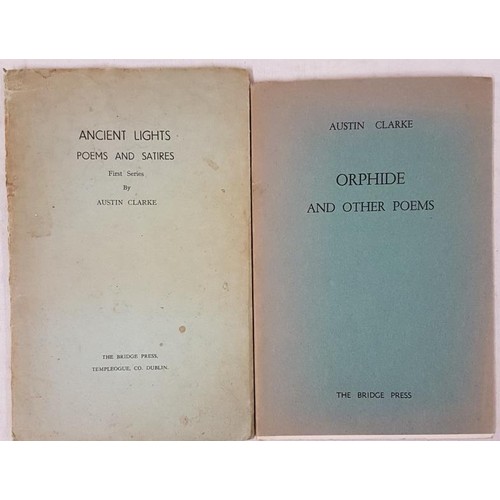 ANCIENT LIGHTS
POEMS AND SATIRES
First Series
By
AUSTIN CLARKE
THE BRIDGE PRESS,
TEMPLEOGUE, CO. DUBLIN.
AUSTIN CLARKE
ORPHIDE
AND OTHER POEMS
THE BRIDGE PRESS